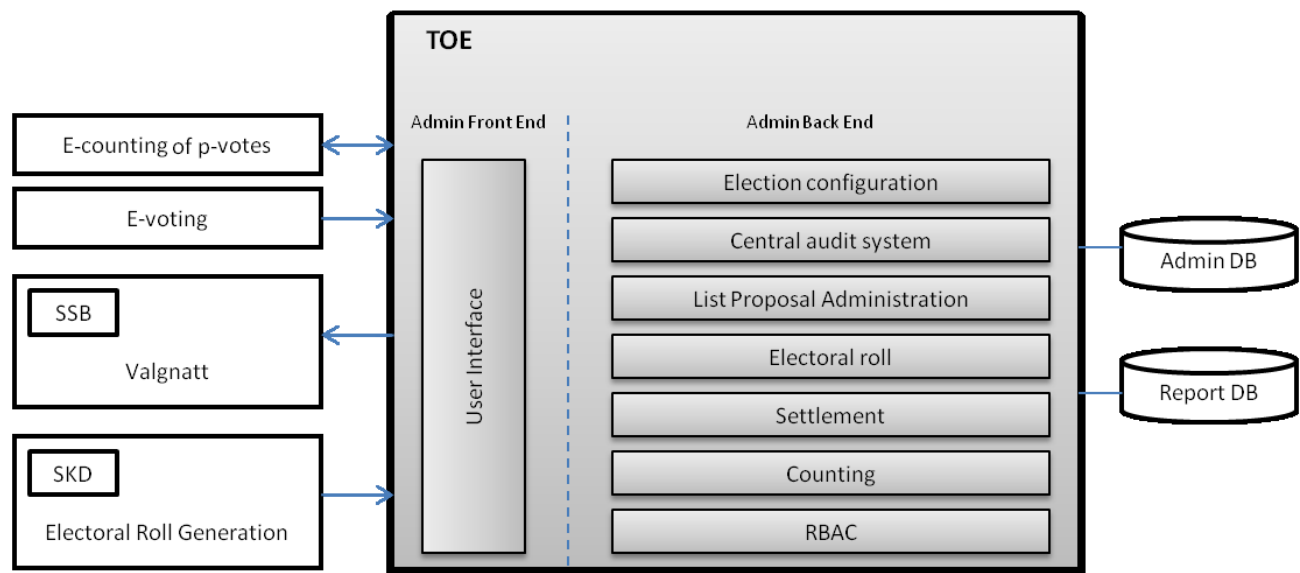 TOE
Admin Front End
Admin Back End
E-counting of p-votes
E-voting
SSB
Valgnatt
SKD
Electoral Roll Generation
User Interface
Election configuration
Central audit system
List Proposal Administration
Electoral roll
Settlement
Counting
RBAC
Admin DB
Report DB